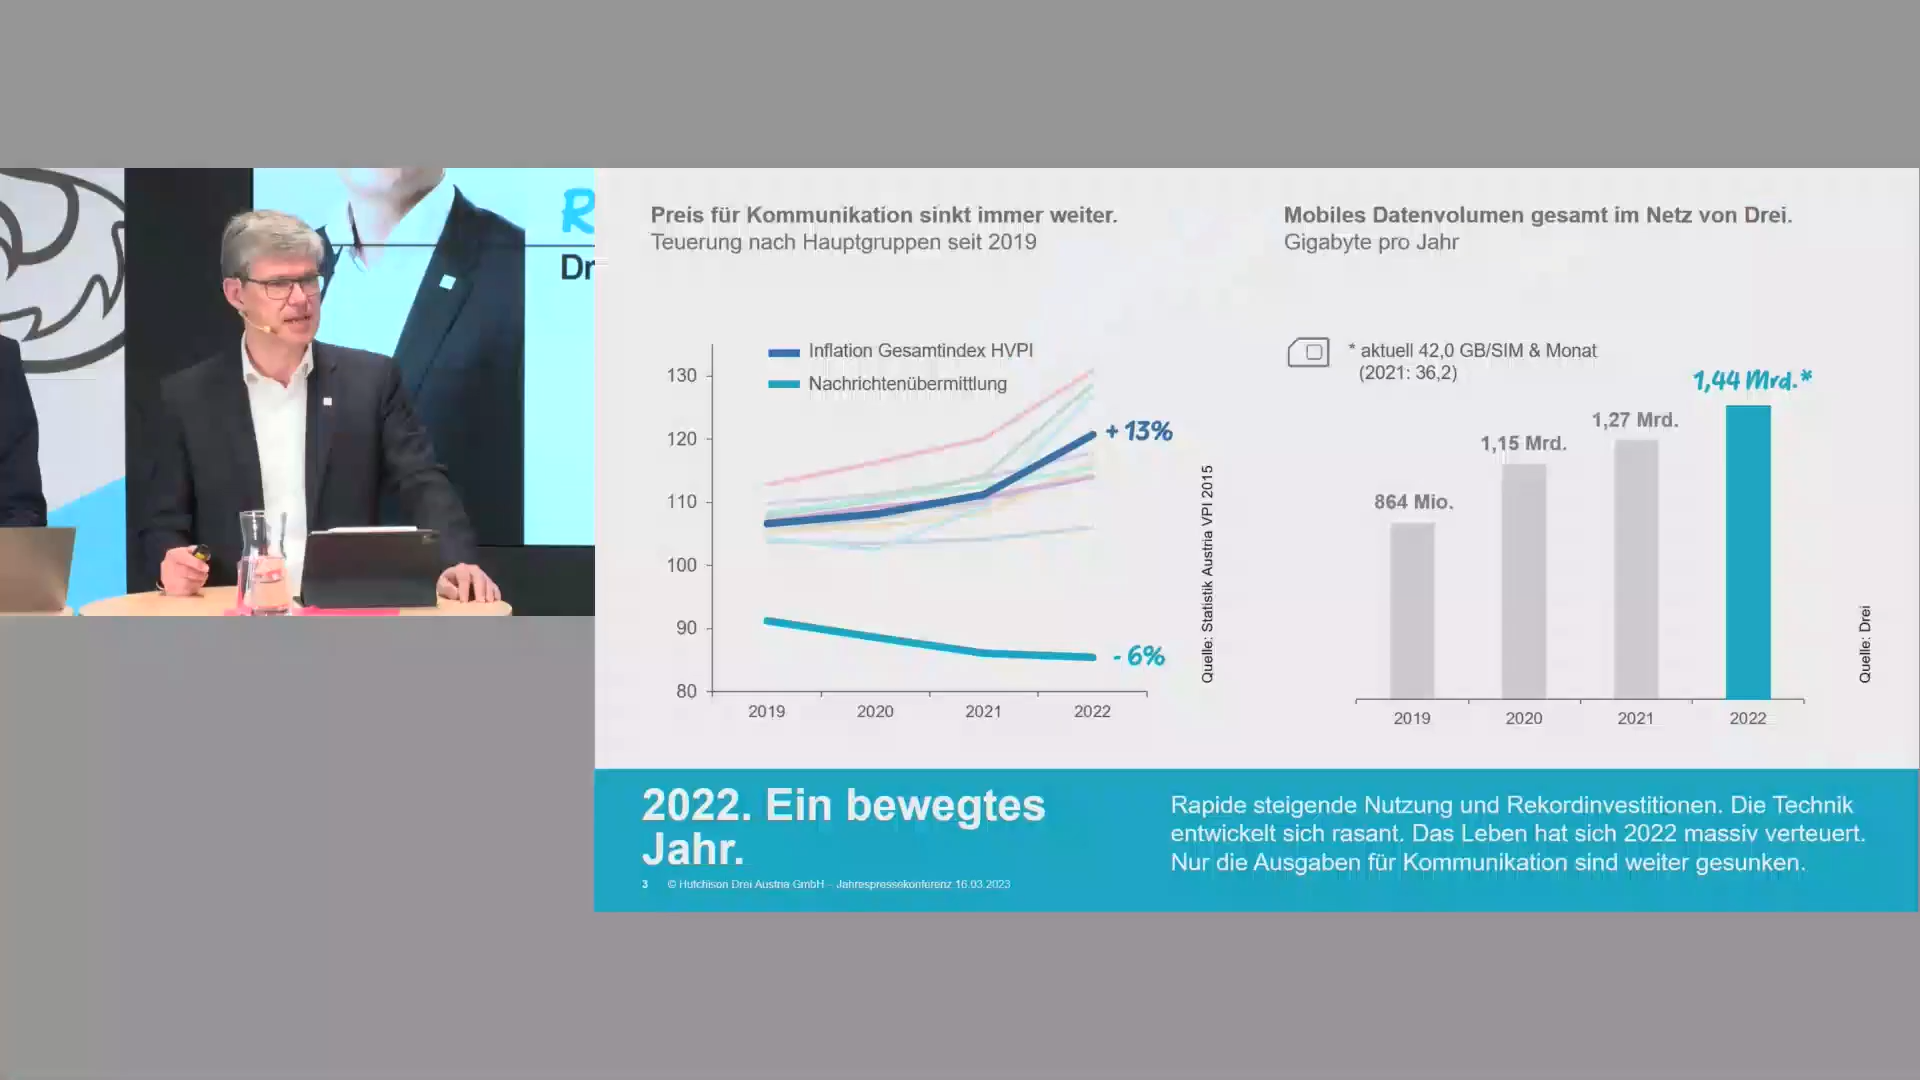 R
Dr
Preis für Kommunikation sinkt immer weiter.
Teuerung nach Hauptgruppen seit 2019
Inflation Gesamtindex HVPI
Nachrichtenübermittlung
130
120
110
100
90
80
+ 13%
- 6%
2019 2020 2021 2022
Quelle: Statistik Austria VPI 2015
Mobiles Datenvolumen gesamt im Netz von Drei.
Gigabyte pro Jahr
* aktuell 42,0 GB/SIM & Monat
(2021: 36,2)
864 Mio.
1,15 Mrd.
1,27 Mrd.
1,44 Mrd.*
2019 2020 2021 2022
Quelle: Drei
2022. Ein bewegtes
Jahr.
3 © Hutchison Drei Austria GmbH – Jahrespressekonferenz 16.03.2023
Rapide steigende Nutzung und Rekordinvestitionen. Die Technik
entwickelt sich rasant. Das Leben hat sich 2022 massiv verteuert.
Nur die Ausgaben für Kommunikation sind weiter gesunken.